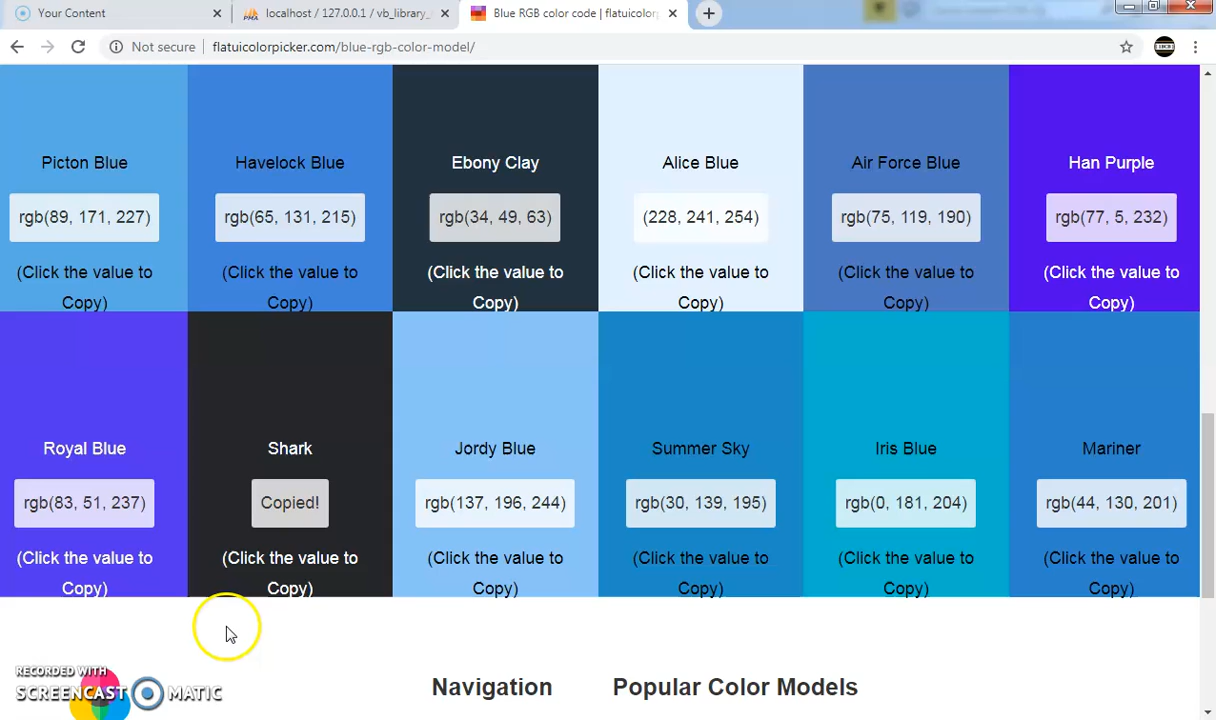 Your Content
localhost / 127.0.0.1 / vb_library_
Blue RGB color code | flatuicolorp
Not secure
flatuicolorpicker.com/blue-rgb-color-model/
Picton Blue
Havelock Blue
Ebony Clay
Alice Blue
Air Force Blue
Han Purple
rgb(89, 171, 227)
rgb(65, 131, 215)
rgb(34, 49, 63)
(228, 241, 254)
rgb(75, 119, 190)
rgb(77, 5, 232)
(Click the value to
Copy)
(Click the value to
Copy)
(Click the value to
Copy)
(Click the value to
Copy)
(Click the value to
Copy)
(Click the value to
Copy)
Royal Blue
Shark
Jordy Blue
Summer Sky
Iris Blue
Mariner
rgb(83, 51, 237)
Copied!
rgb(137, 196, 244)
rgb(30, 139, 195)
rgb(0, 181, 204)
rgb(44, 130, 201)
(Click the value to
Copy)
(Click the value to
Copy)
(Click the value to
Copy)
(Click the value to
Copy)
(Click the value to
Copy)
(Click the value to
Copy)
RECORDED WITH
SCREENCAST MATIC
Navigation
Popular Color Models